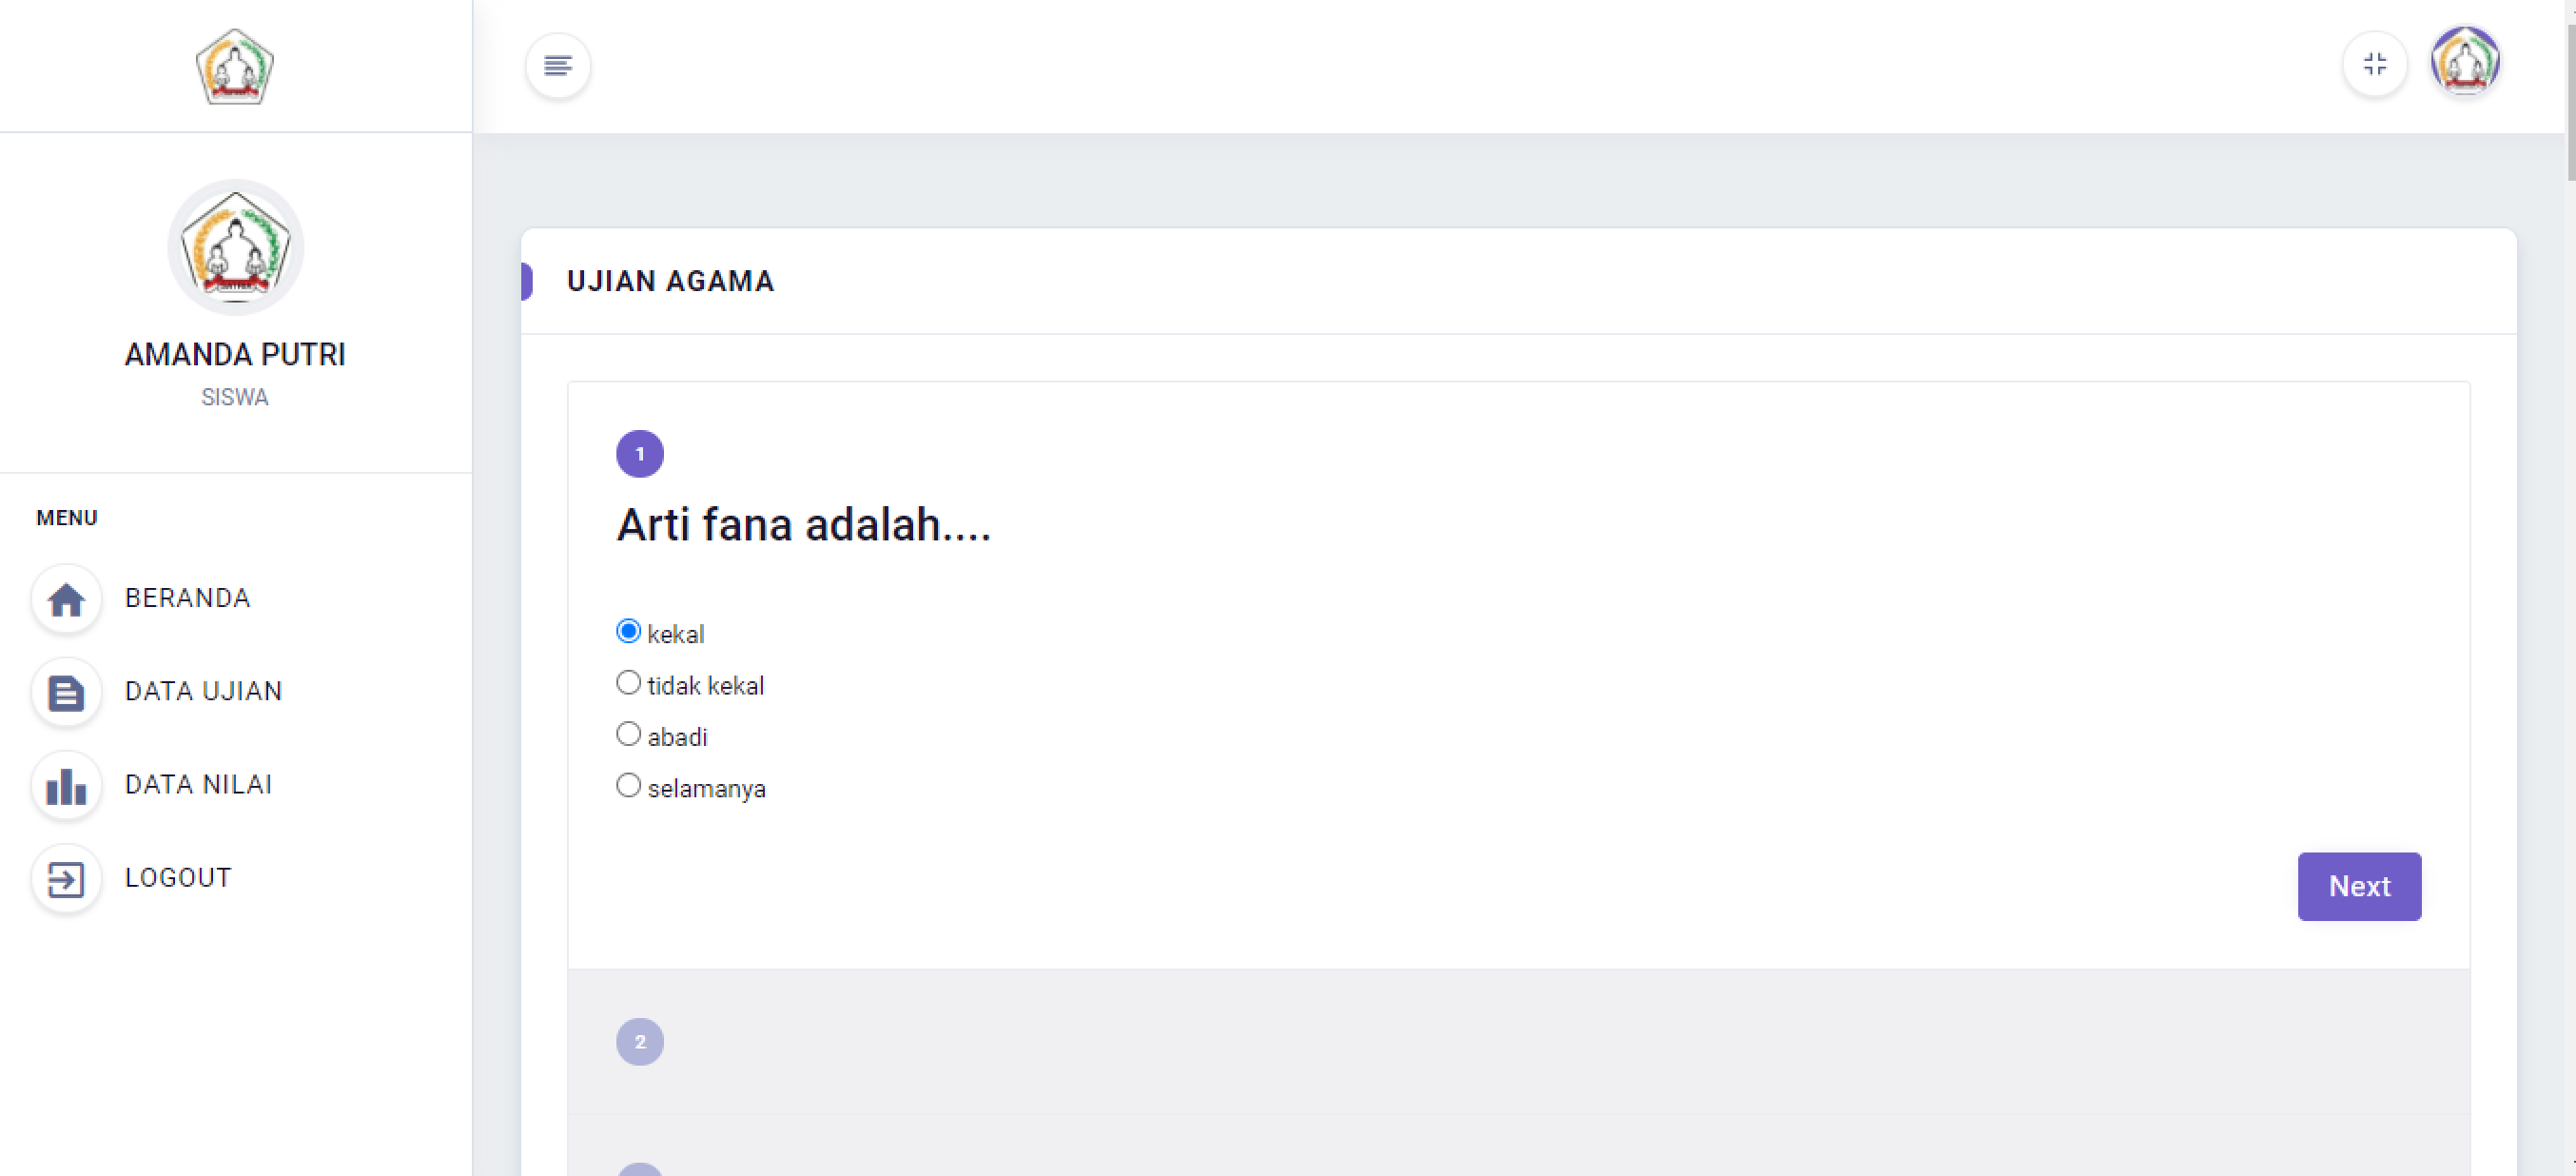 AMANDA PUTRI
SISWA
MENU
BERANDA
DATA UJIAN
DATA NILAI
LOGOUT
UJIAN AGAMA
1
Arti fana adalah....
kekal
tidak kekal
abadi
selamanya
Next
2